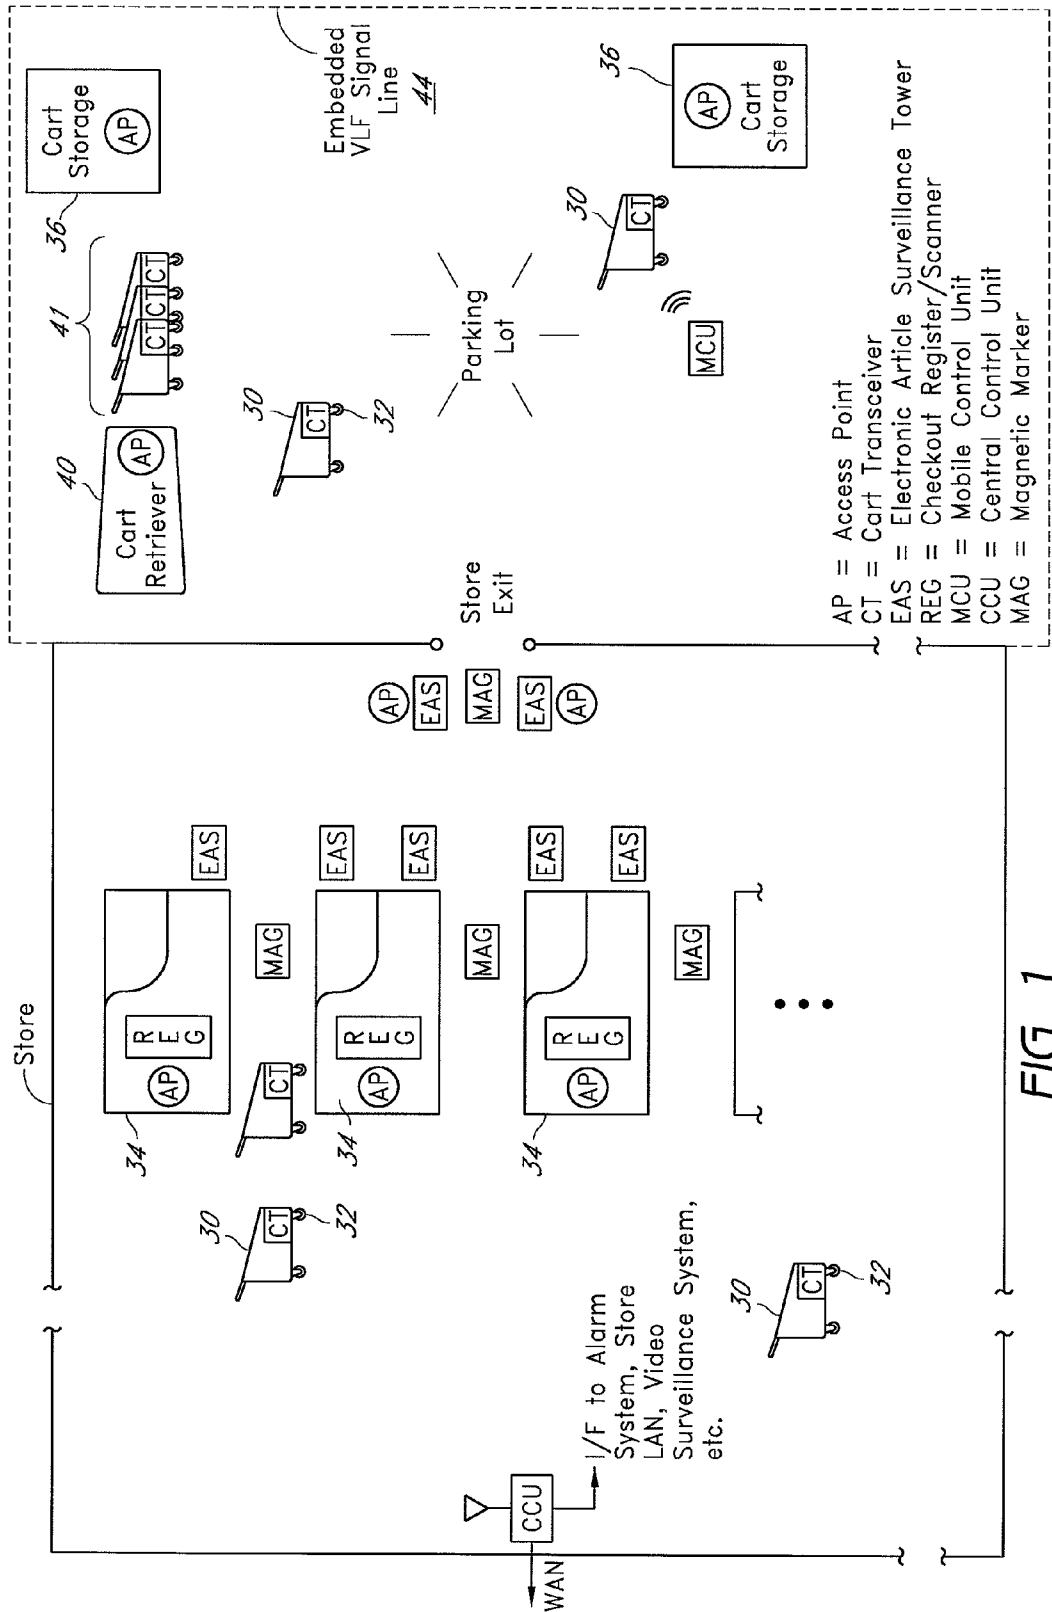 Store
34
REG
AP
EAS
MAG
30
CT
32
CT
34
REG
AP
EAS
EAS
MAG
34
REG
AP
EAS
EAS
MAG
30
CT
32
CCU
WAN
I/F to Alarm
System, Store
LAN, Video
Surveillance System,
etc.
AP
EAS
MAG
EAS
AP
Store
Exit
40
Cart
Retriever
AP
41
CT
CT
CT
36
Cart
Storage
AP
30
CT
32
Embedded
VLF Signal
Line
44
Parking
Lot
30
CT
MCU
36
AP
Cart
Storage
AP = Access Point
CT = Cart Transceiver
EAS = Electronic Article Surveillance Tower
REG = Checkout Register/Scanner
MCU = Mobile Control Unit
CCU = Central Control Unit
MAG = Magnetic Marker
FIG. 1